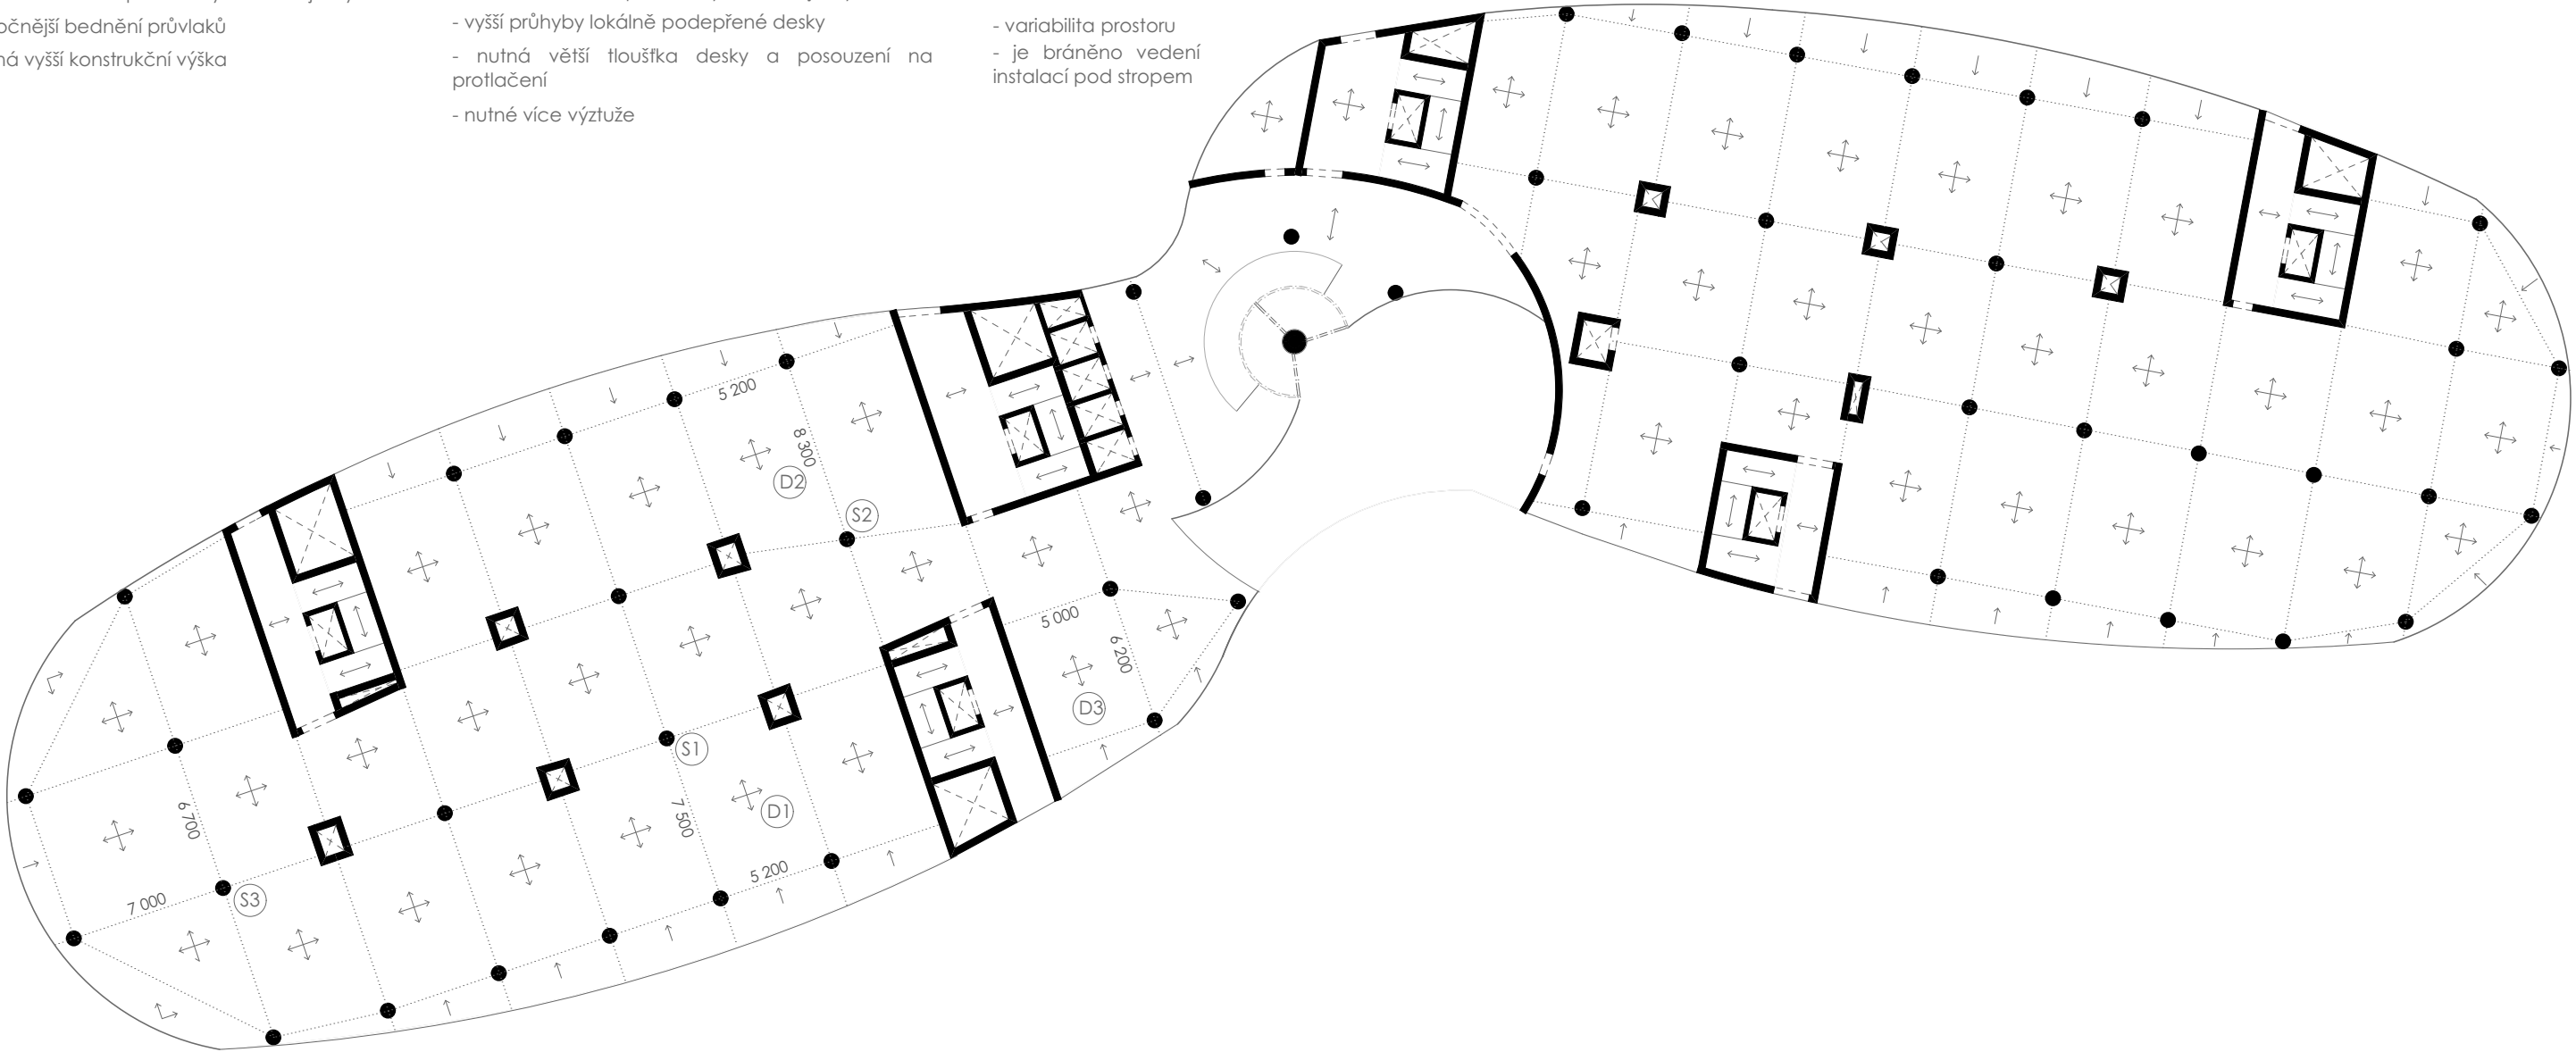 bednění průvlaků
vyšší konstrukční výška
- vyšší průhyby lokálně podepřené desky
- nutná větší tloušťka desky a posouzení na
protlačení
- nutné více výztuže
- variabilita prostoru
- je bráněno vedení
instalací pod stropem
5 200
8 300
D2
S2
5 000
6 200
D3
S1
7 500
D1
5 200
6 700
7 000
S3